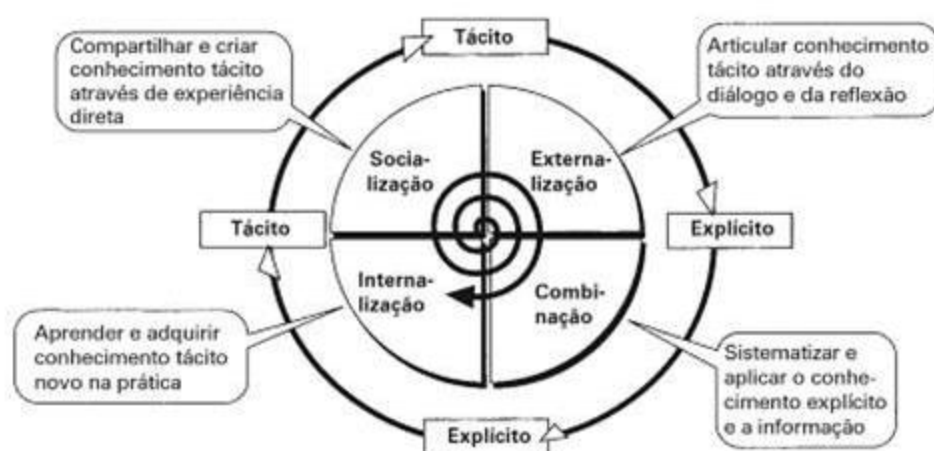 Tácito
Compartilhar e criar
conhecimento tácito
através de experiência
direta
Articular conhecimento
tácito através do
diálogo e da reflexão
Socia-
lização
Externa-
lização
Tácito
Explícito
Interna-
lização
Combi-
nação
Aprender e adquirir
conhecimento tácito
novo na prática
Sistematizar e
aplicar o conhe-
cimento explícito
e a informação
Explícito